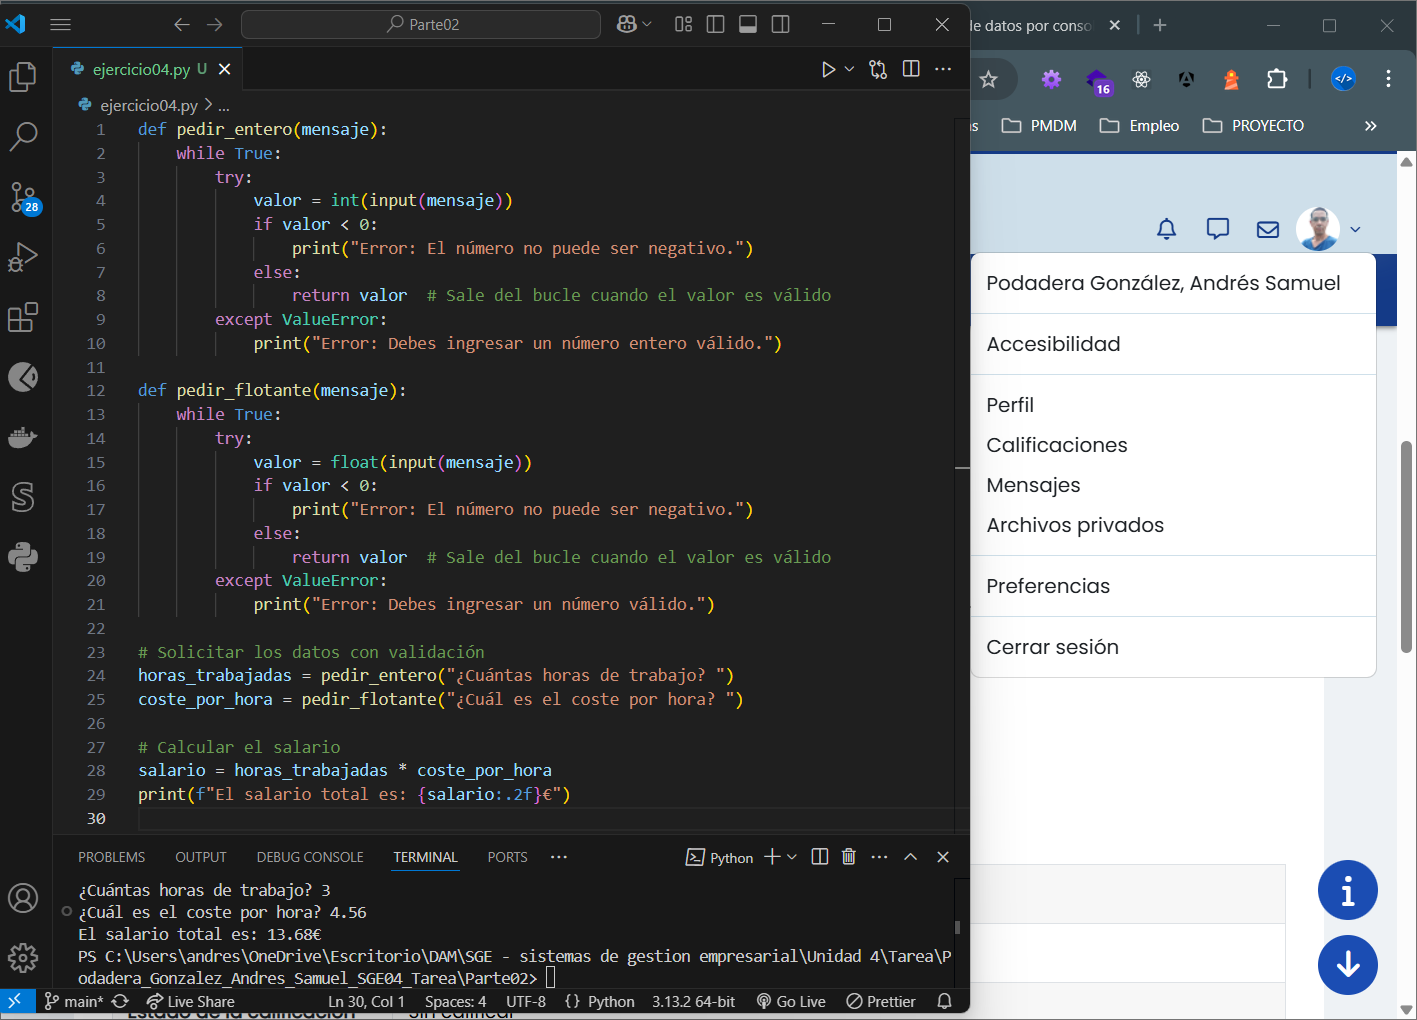 Parte02
ejercicio04.py U
ejercicio04.py > ...
1 def pedir_entero(mensaje):
2 while True:
3 try:
4 valor = int(input(mensaje))
5 if valor < 0:
6 print("Error: El número no puede ser negativo.")
7 else:
8 return valor # Sale del bucle cuando el valor es válido
9 except ValueError:
10 print("Error: Debes ingresar un número entero válido.")
11
12 def pedir_flotante(mensaje):
13 while True:
14 try:
15 valor = float(input(mensaje))
16 if valor < 0:
17 print("Error: El número no puede ser negativo.")
18 else:
19 return valor # Sale del bucle cuando el valor es válido
20 except ValueError:
21 print("Error: Debes ingresar un número válido.")
22
23 # Solicitar los datos con validación
24 horas_trabajadas = pedir_entero("¿Cuántas horas de trabajo? ")
25 coste_por_hora = pedir_flotante("¿Cuál es el coste por hora? ")
26
27 # Calcular el salario
28 salario = horas_trabajadas * coste_por_hora
29 print(f"El salario total es: {salario:.2f}€")
30
28
PROBLEMS OUTPUT DEBUG CONSOLE TERMINAL PORTS ... Python
¿Cuántas horas de trabajo? 3
¿Cuál es el coste por hora? 4.56
El salario total es: 13.68€
PS C:\Users\andres\OneDrive\Escritorio\DAM\SGE - sistemas de gestion empresarial\Unidad 4\Tarea\P
odadera_Gonzalez_Andres_Samuel_SGE04_Tarea\Parte02>
main* Live Share Ln 30, Col 1 Spaces: 4 UTF-8 {} Python 3.13.2 64-bit Go Live Prettier
de datos por conso
16
</>
PMDM Empleo PROYECTO »
Podadera González, Andrés Samuel
Accesibilidad
Perfil
Calificaciones
Mensajes
Archivos privados
Preferencias
Cerrar sesión
Estado de la calificación Sin calificar